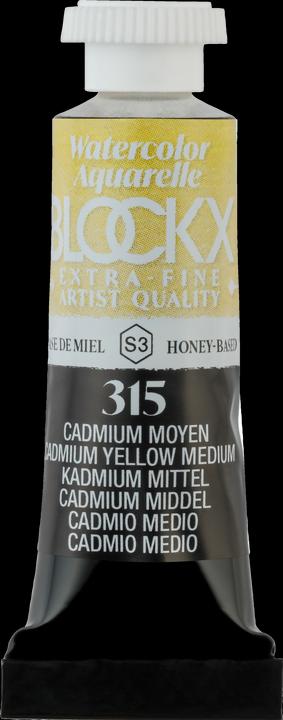 Watercolor
Aquarelle
BLOCKX
EXTRA-FINE
ARTIST QUALITY
DE MIEL S3 HONEY-BASED
315
CADMIUM MOYEN
CADMIUM YELLOW MEDIUM
KADMIUM MITTEL
CADMIUM MIDDEL
CADMIO MEDIO
CADMIO MEDIO